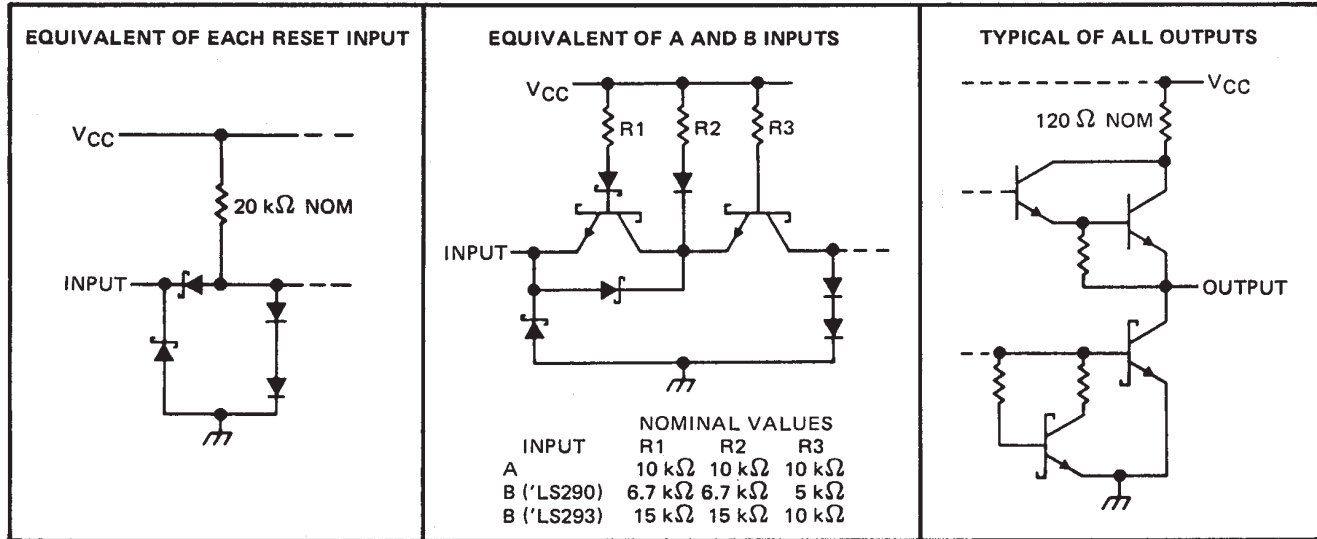 EQUIVALENT OF EACH RESET INPUT
VCC
20 kΩ NOM
INPUT
EQUIVALENT OF A AND B INPUTS
VCC
R1 R2 R3
INPUT
NOMINAL VALUES
INPUT R1 R2 R3
A 10 kΩ 10 kΩ 10 kΩ
B ('LS290) 6.7 kΩ 6.7 kΩ 5 kΩ
B ('LS293) 15 kΩ 15 kΩ 10 kΩ
TYPICAL OF ALL OUTPUTS
VCC
120 Ω NOM
OUTPUT